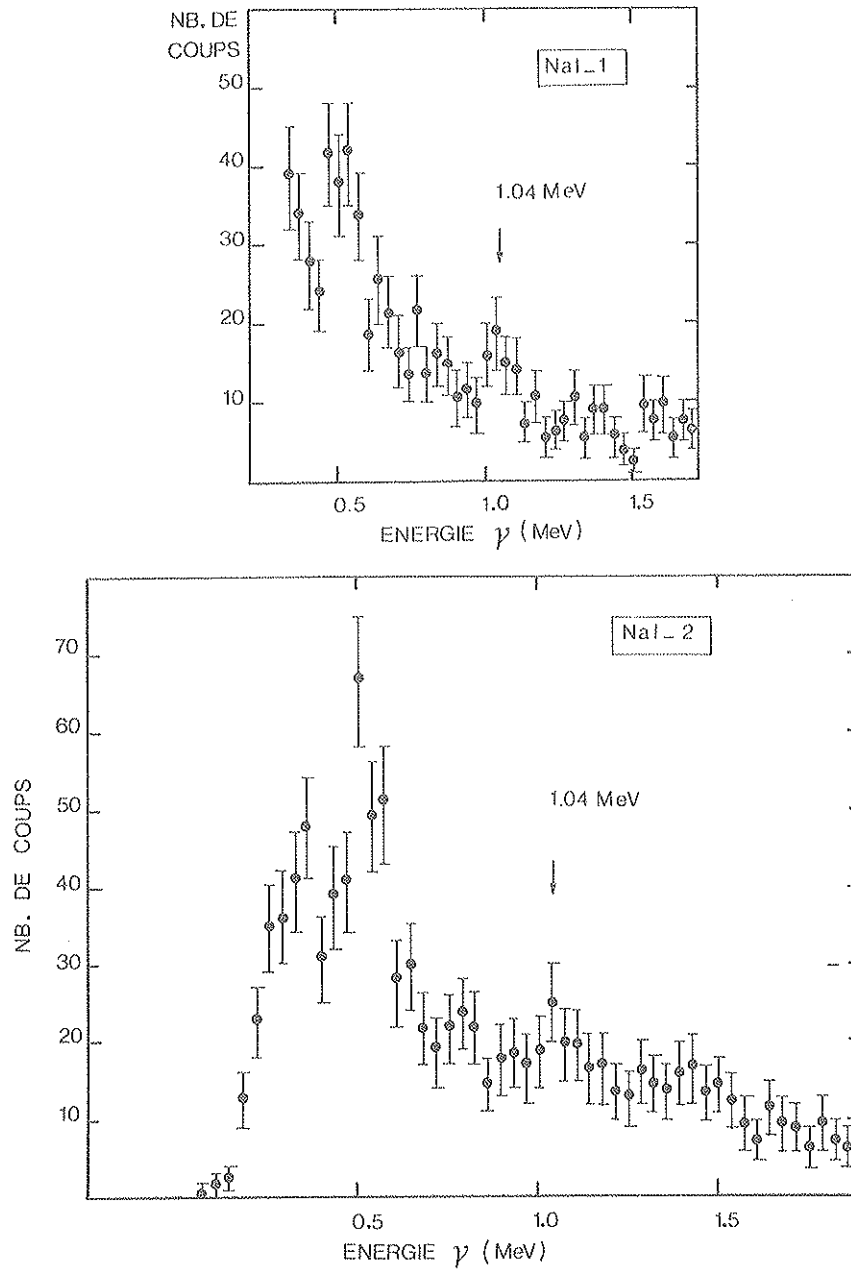 NB. DE
COUPS
NaI_1
50
40
30
20
10
1.04 MeV
0.5
1.0
1.5
ENERGIE γ (MeV)
NaI_2
70
60
50
40
30
20
10
NB. DE COUPS
1.04 MeV
0.5
1.0
1.5
ENERGIE γ (MeV)